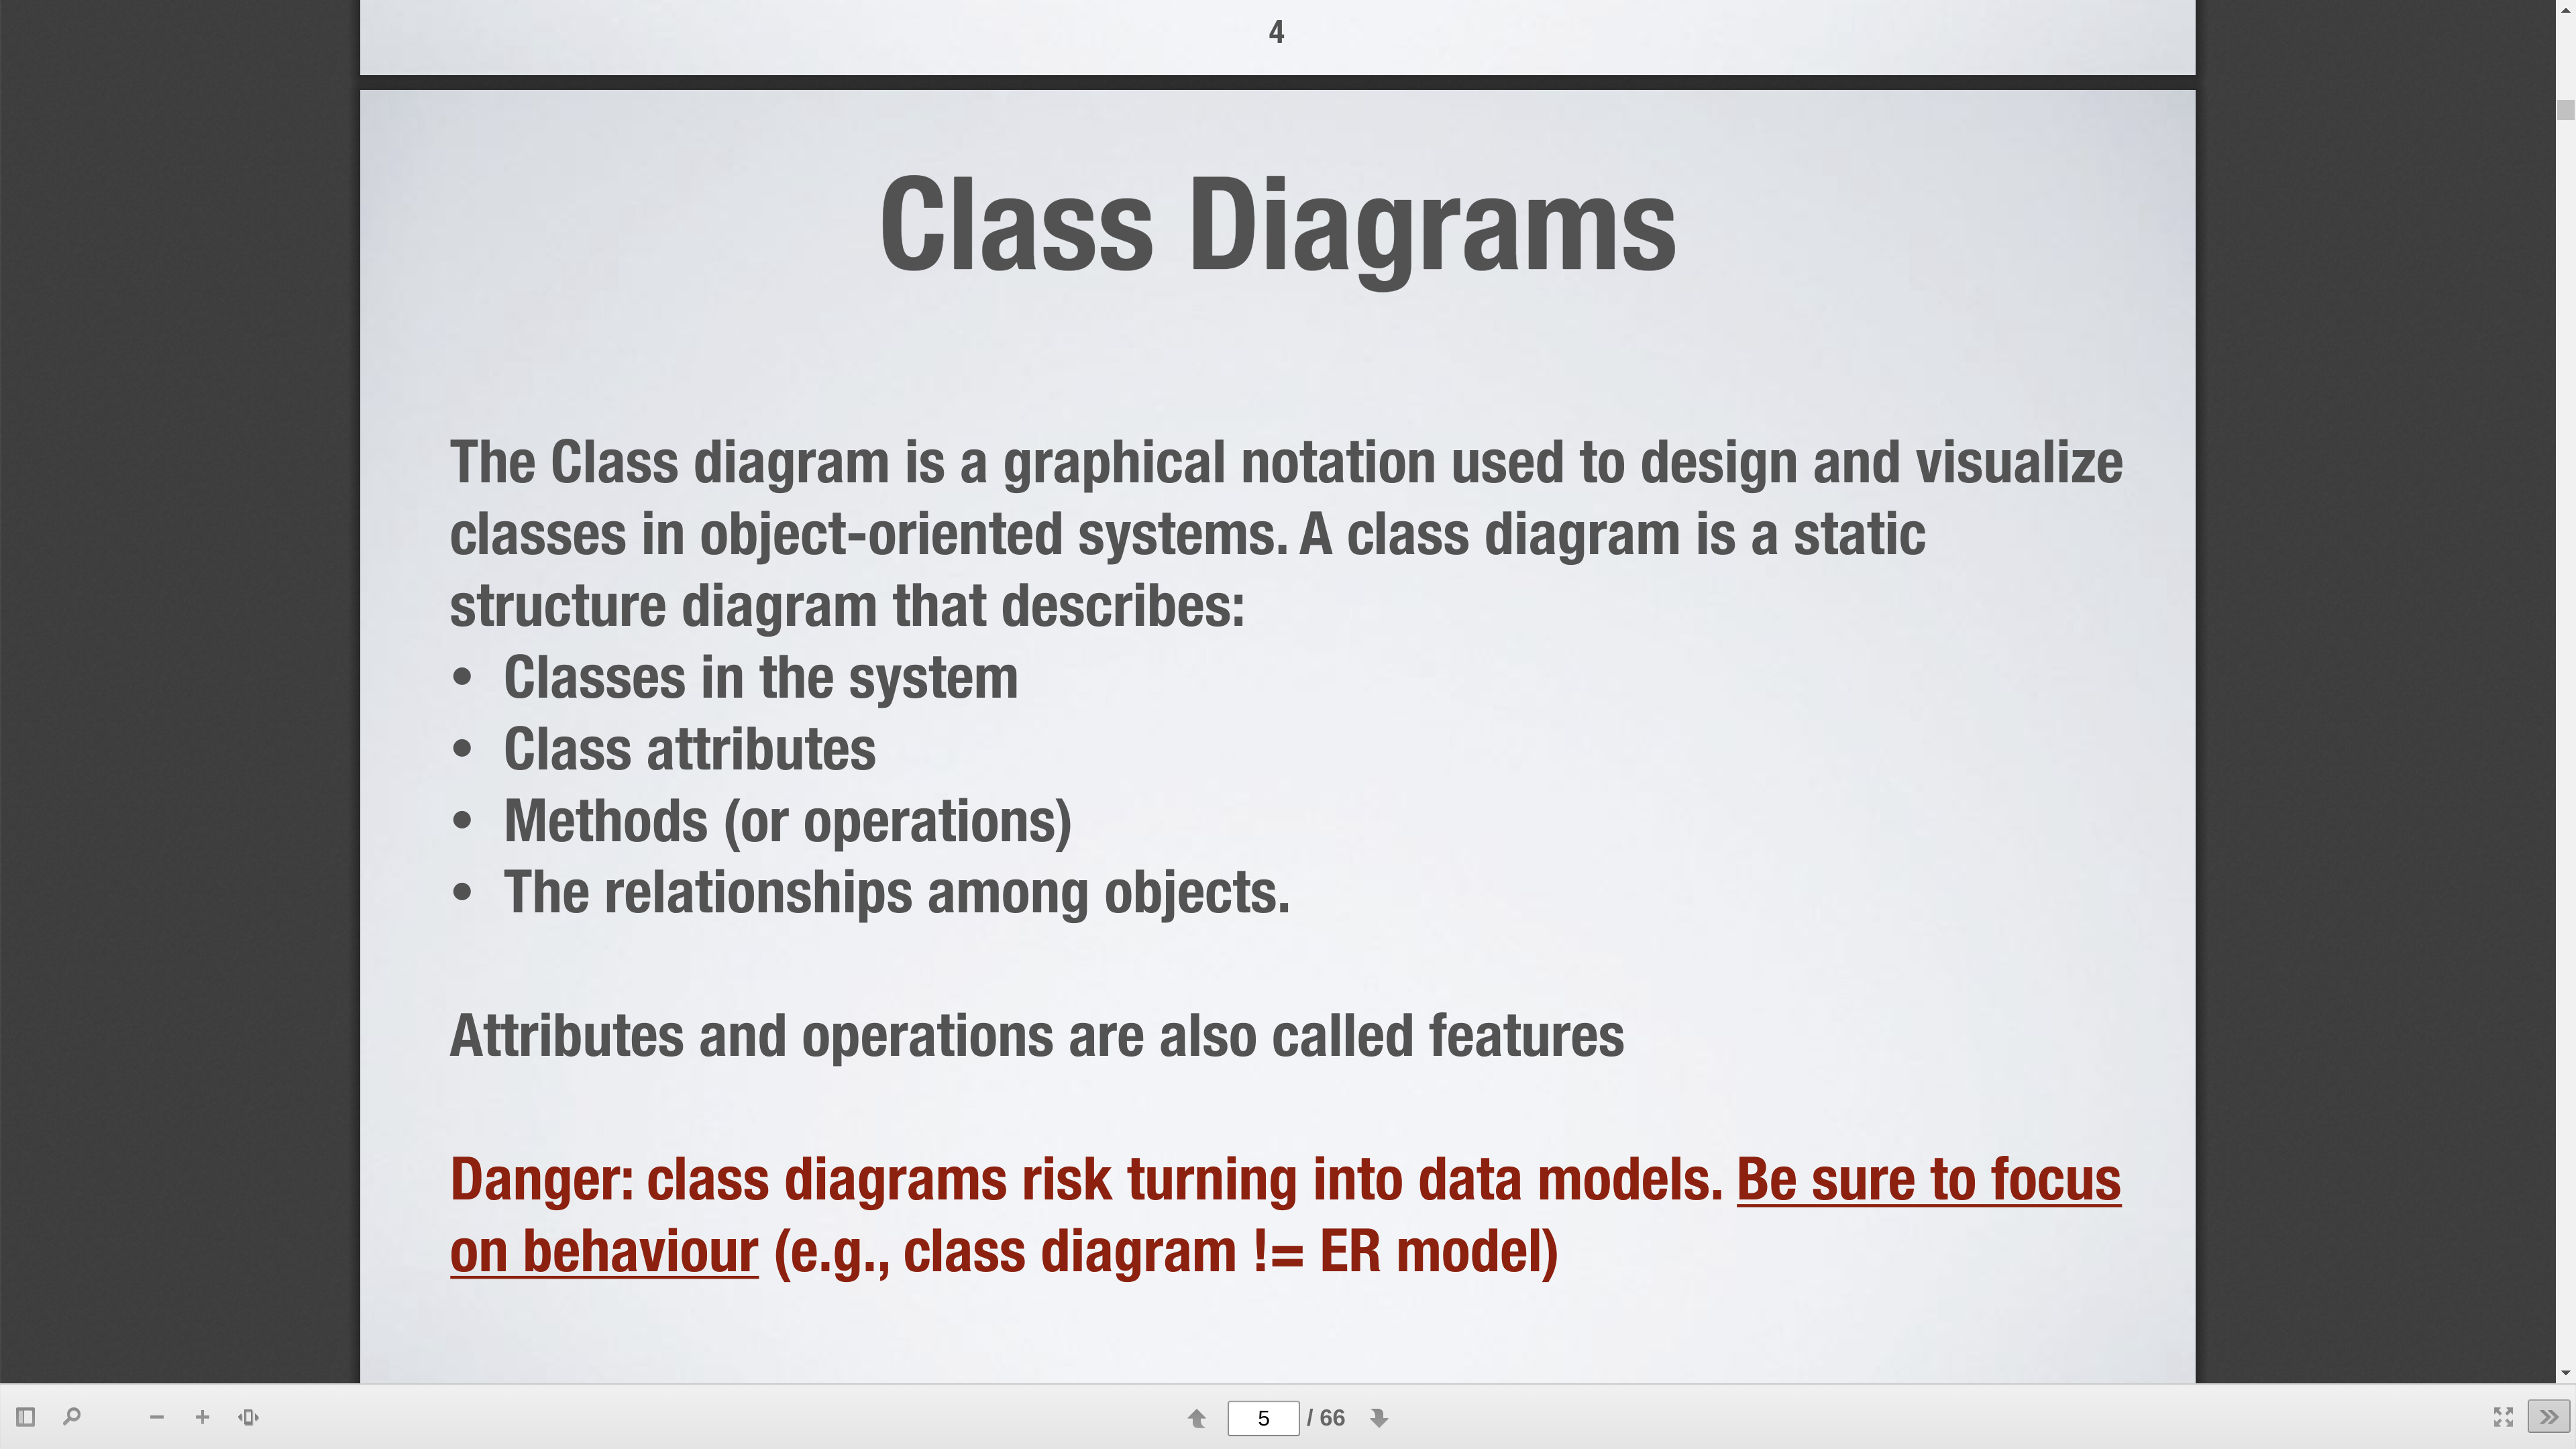 4
Class Diagrams
The Class diagram is a graphical notation used to design and visualize
classes in object-oriented systems. A class diagram is a static
structure diagram that describes:
• Classes in the system
• Class attributes
• Methods (or operations)
• The relationships among objects.
Attributes and operations are also called features
Danger: class diagrams risk turning into data models. Be sure to focus
on behaviour (e.g., class diagram != ER model)
5 / 66